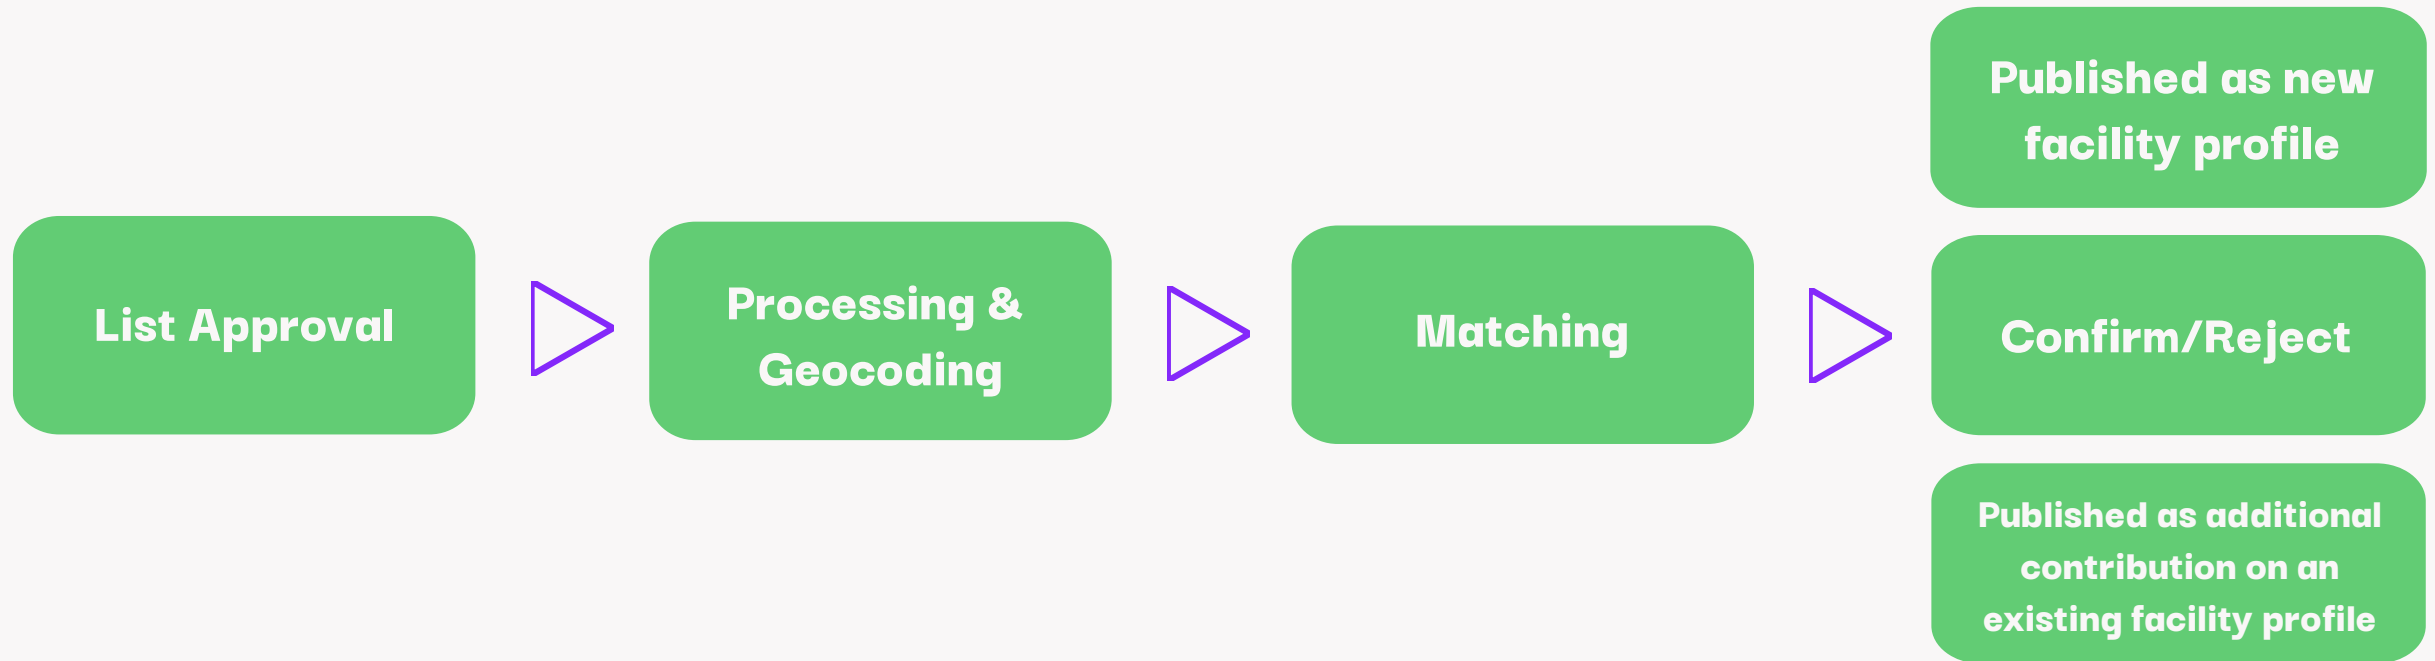 List Approval
Processing &
Geocoding
Matching
Published as new
facility profile
Confirm/Reject
Published as additional
contribution on an
existing facility profile